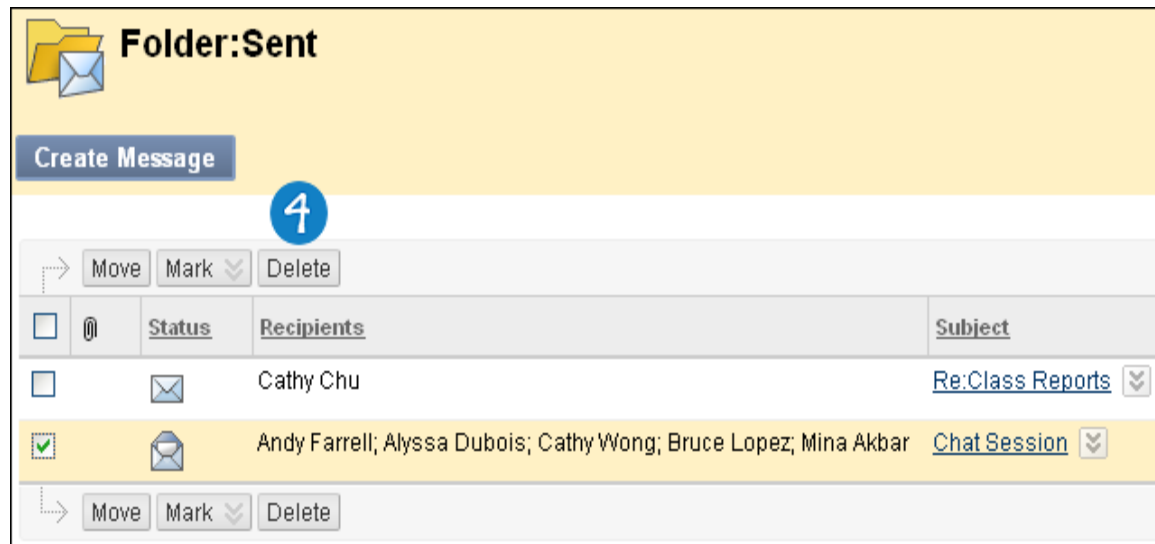 Folder:Sent
Create Message
4
Move Mark Delete
Status Recipients Subject
Cathy Chu Re:Class Reports
Andy Farrell; Alyssa Dubois; Cathy Wong; Bruce Lopez; Mina Akbar Chat Session
Move Mark Delete